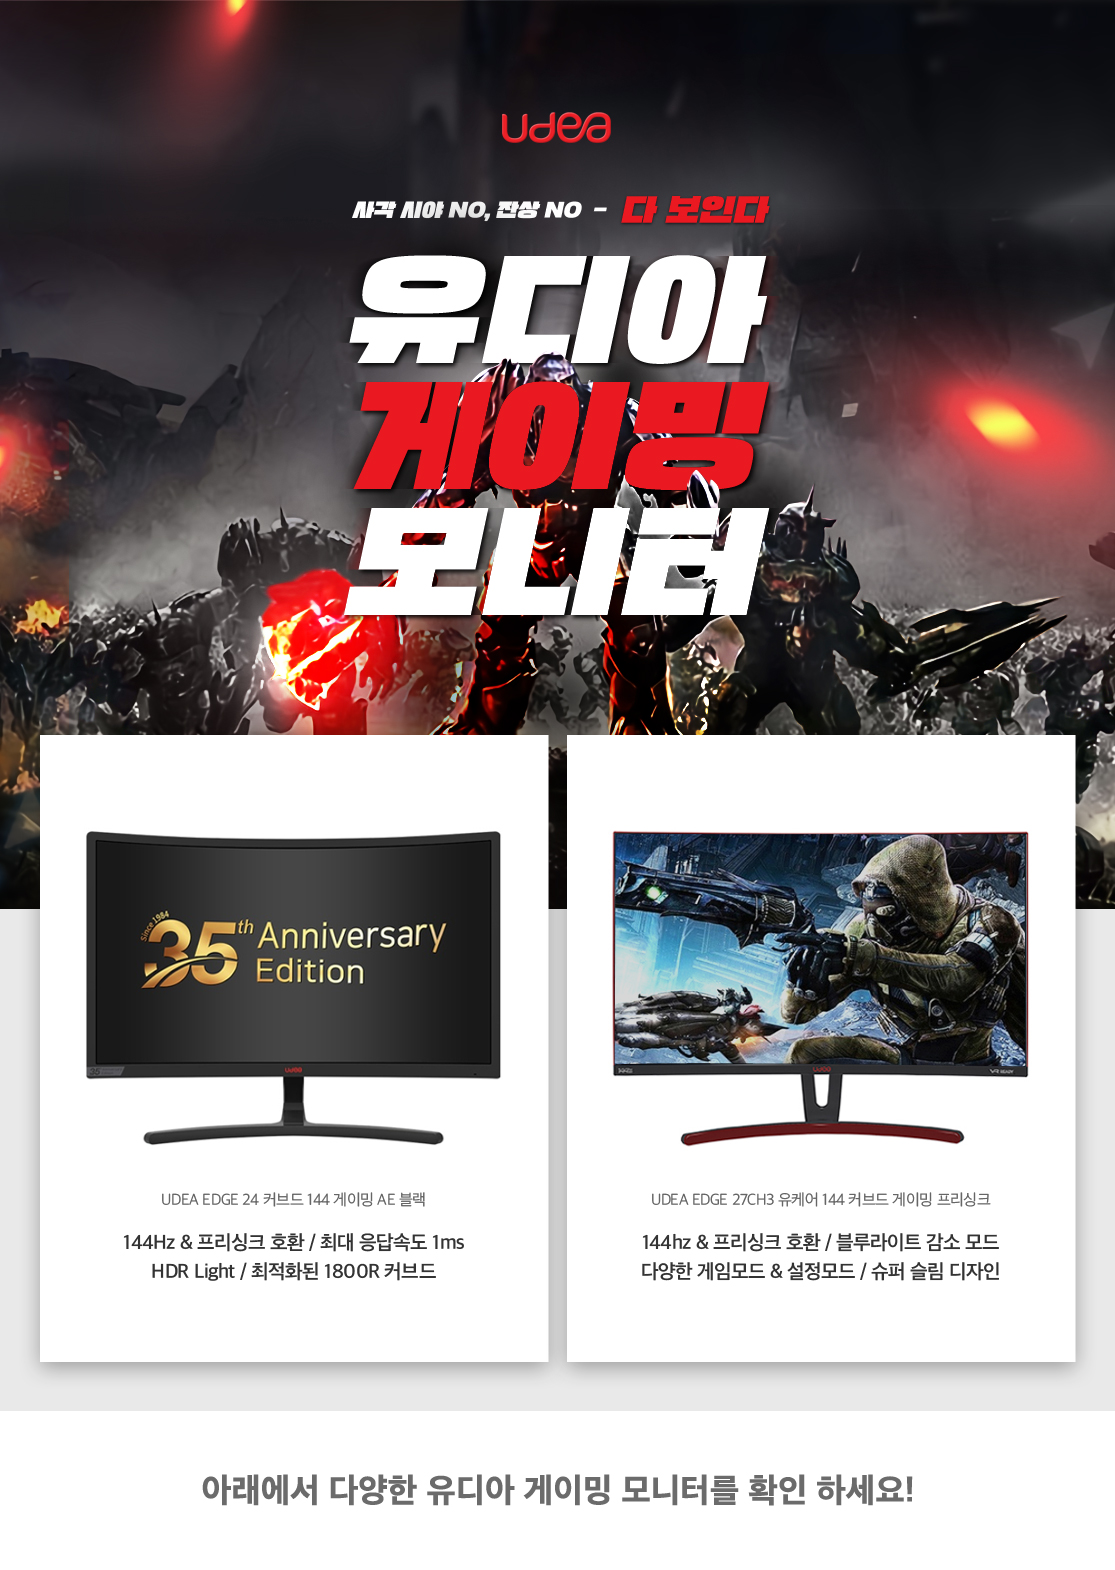 udea
사각 시야 NO, 잔상 NO - 다 보인다
유디아
게이밍
모니터
Since 1984
35th Anniversary
Edition
udea
144Hz
udea
VR READY
UDEA EDGE 24 커브드 144 게이밍 AE 블랙
144Hz & 프리싱크 호환 / 최대 응답속도 1ms
HDR Light / 최적화된 1800R 커브드
UDEA EDGE 27CH3 유케어 144 커브드 게이밍 프리싱크
144hz & 프리싱크 호환 / 블루라이트 감소 모드
다양한 게임모드 & 설정모드 / 슈퍼 슬림 디자인
아래에서 다양한 유디아 게이밍 모니터를 확인 하세요!